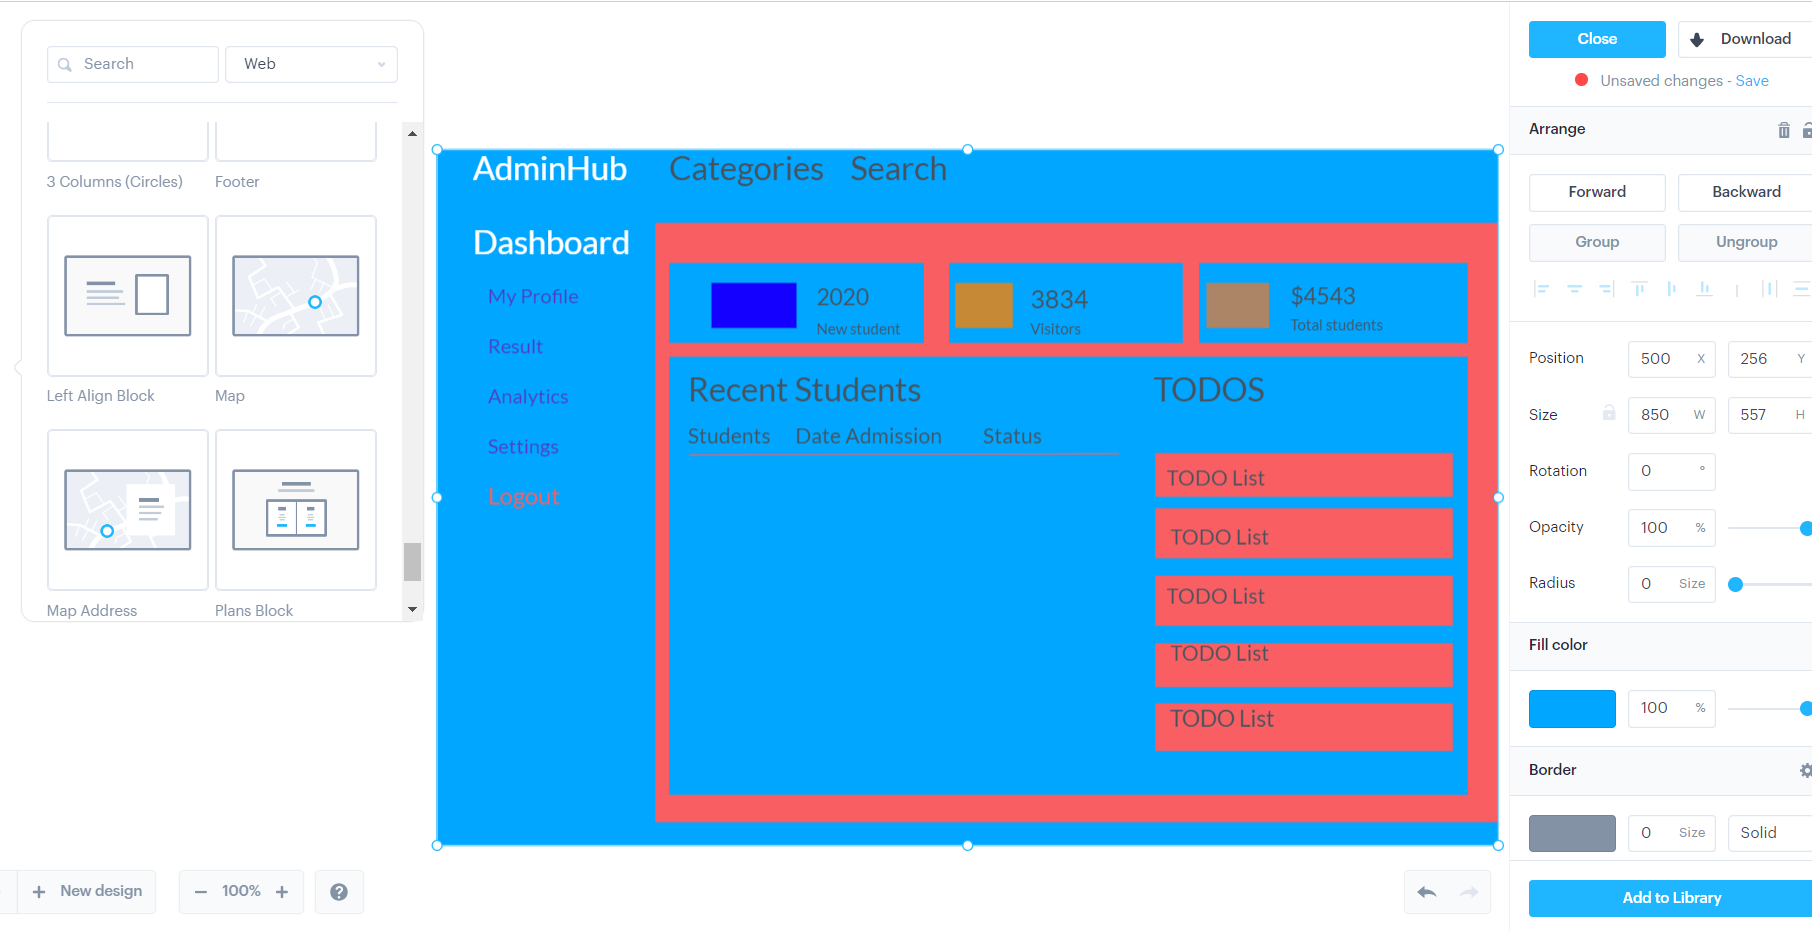 Search
Web
3 Columns (Circles)
Footer
Left Align Block
Map
Map Address
Plans Block
+ New design
− 100% +
?
AdminHub Categories Search
Dashboard
My Profile
Result
Analytics
Settings
Logout
2020
New student
3834
Visitors
$4543
Total students
Recent Students
Students Date Admission Status
TODOS
TODO List
TODO List
TODO List
TODO List
TODO List
Close
Download
Unsaved changes - Save
Arrange
Forward
Backward
Group
Ungroup
Position 500 X 256 Y
Size 850 W 557 H
Rotation 0 °
Opacity 100 %
Radius 0 Size
Fill color
100 %
Border
0 Size Solid
Add to Library